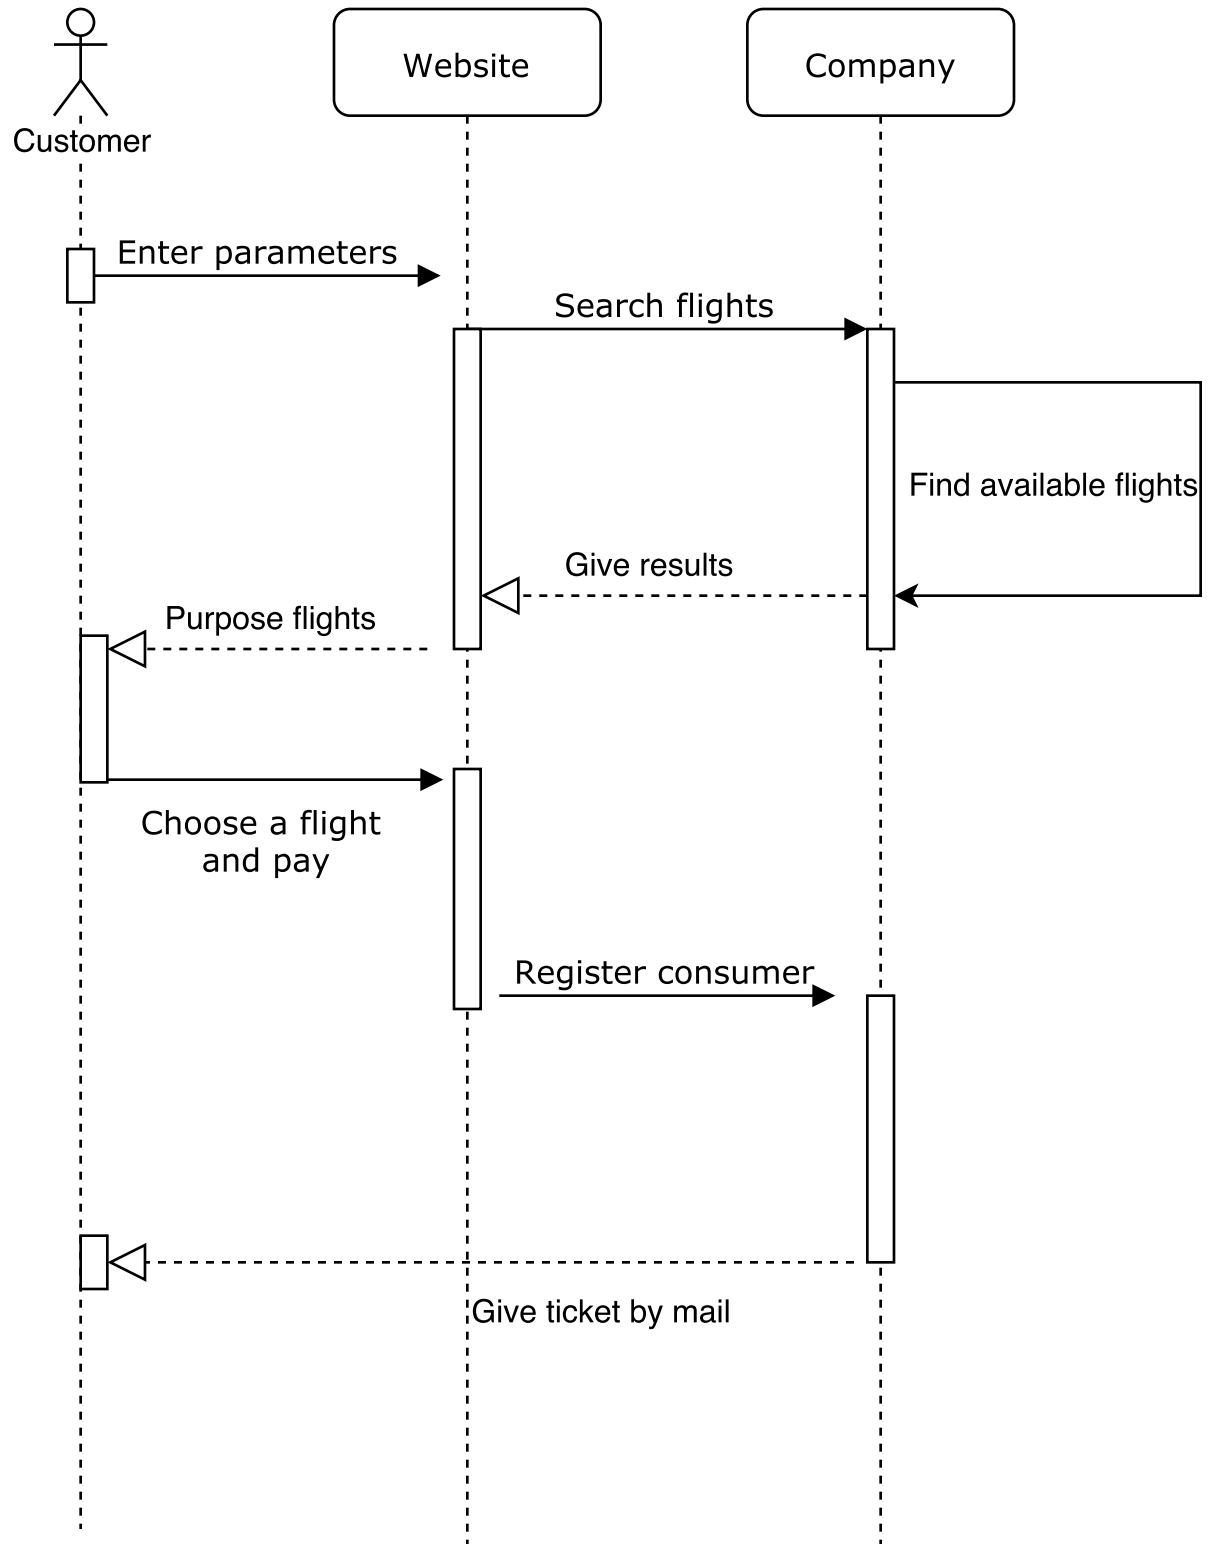 Website
Company
Customer
Enter parameters
Search flights
Find available flights
Give results
Purpose flights
Choose a flight
and pay
Register consumer
Give ticket by mail